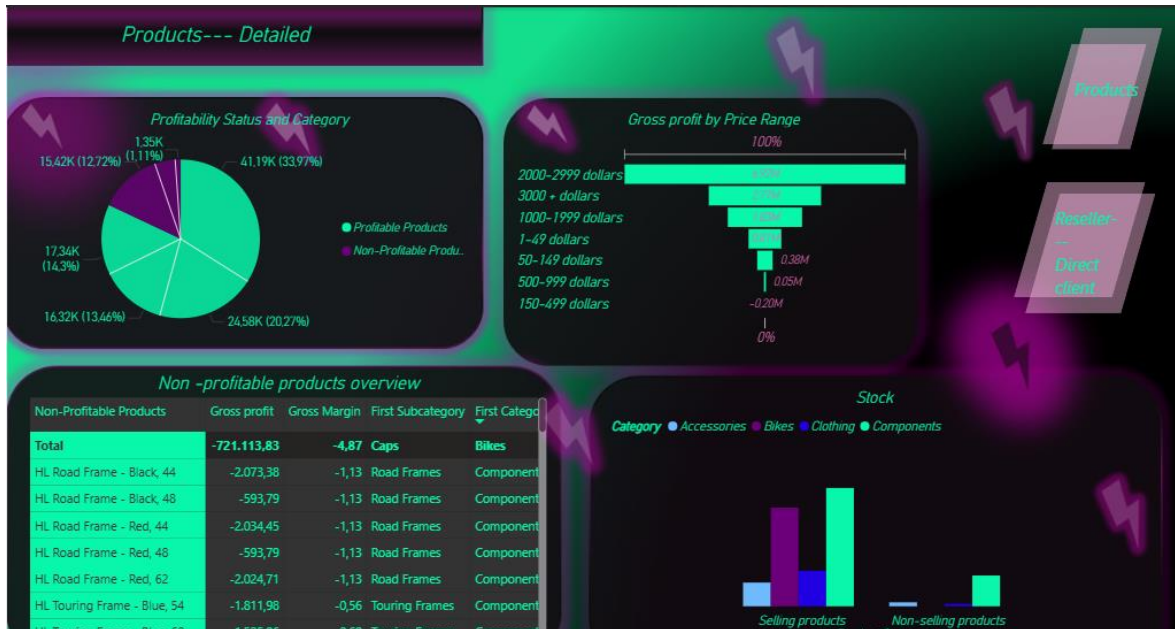 Products--- Detailed
Products
Reseller-
--
Direct
client
Profitability Status and Category
1,35K
(1,11%)
15,42K (12,72%)
41,19K (33,97%)
17,34K
(14,3%)
16,32K (13,46%)
24,58K (20,27%)
Profitable Products
Non-Profitable Produ..
Gross profit by Price Range
100%
2000-2999 dollars
3000 + dollars
1000-1999 dollars
1-49 dollars
50-149 dollars
0.38M
500-999 dollars
0.05M
150-499 dollars
-0.20M
0%
Non -profitable products overview
Non-Profitable Products Gross profit Gross Margin First Subcategory First Catego
Total -721.113,83 -4,87 Caps Bikes
HL Road Frame - Black, 44 -2.073,38 -1,13 Road Frames Component
HL Road Frame - Black, 48 -593,79 -1,13 Road Frames Component
HL Road Frame - Red, 44 -2.034,45 -1,13 Road Frames Component
HL Road Frame - Red, 48 -593,79 -1,13 Road Frames Component
HL Road Frame - Red, 62 -2.024,71 -1,13 Road Frames Component
HL Touring Frame - Blue, 54 -1.811,98 -0,56 Touring Frames Component
Stock
Category Accessories Bikes Clothing Components
Selling products
Non-selling products